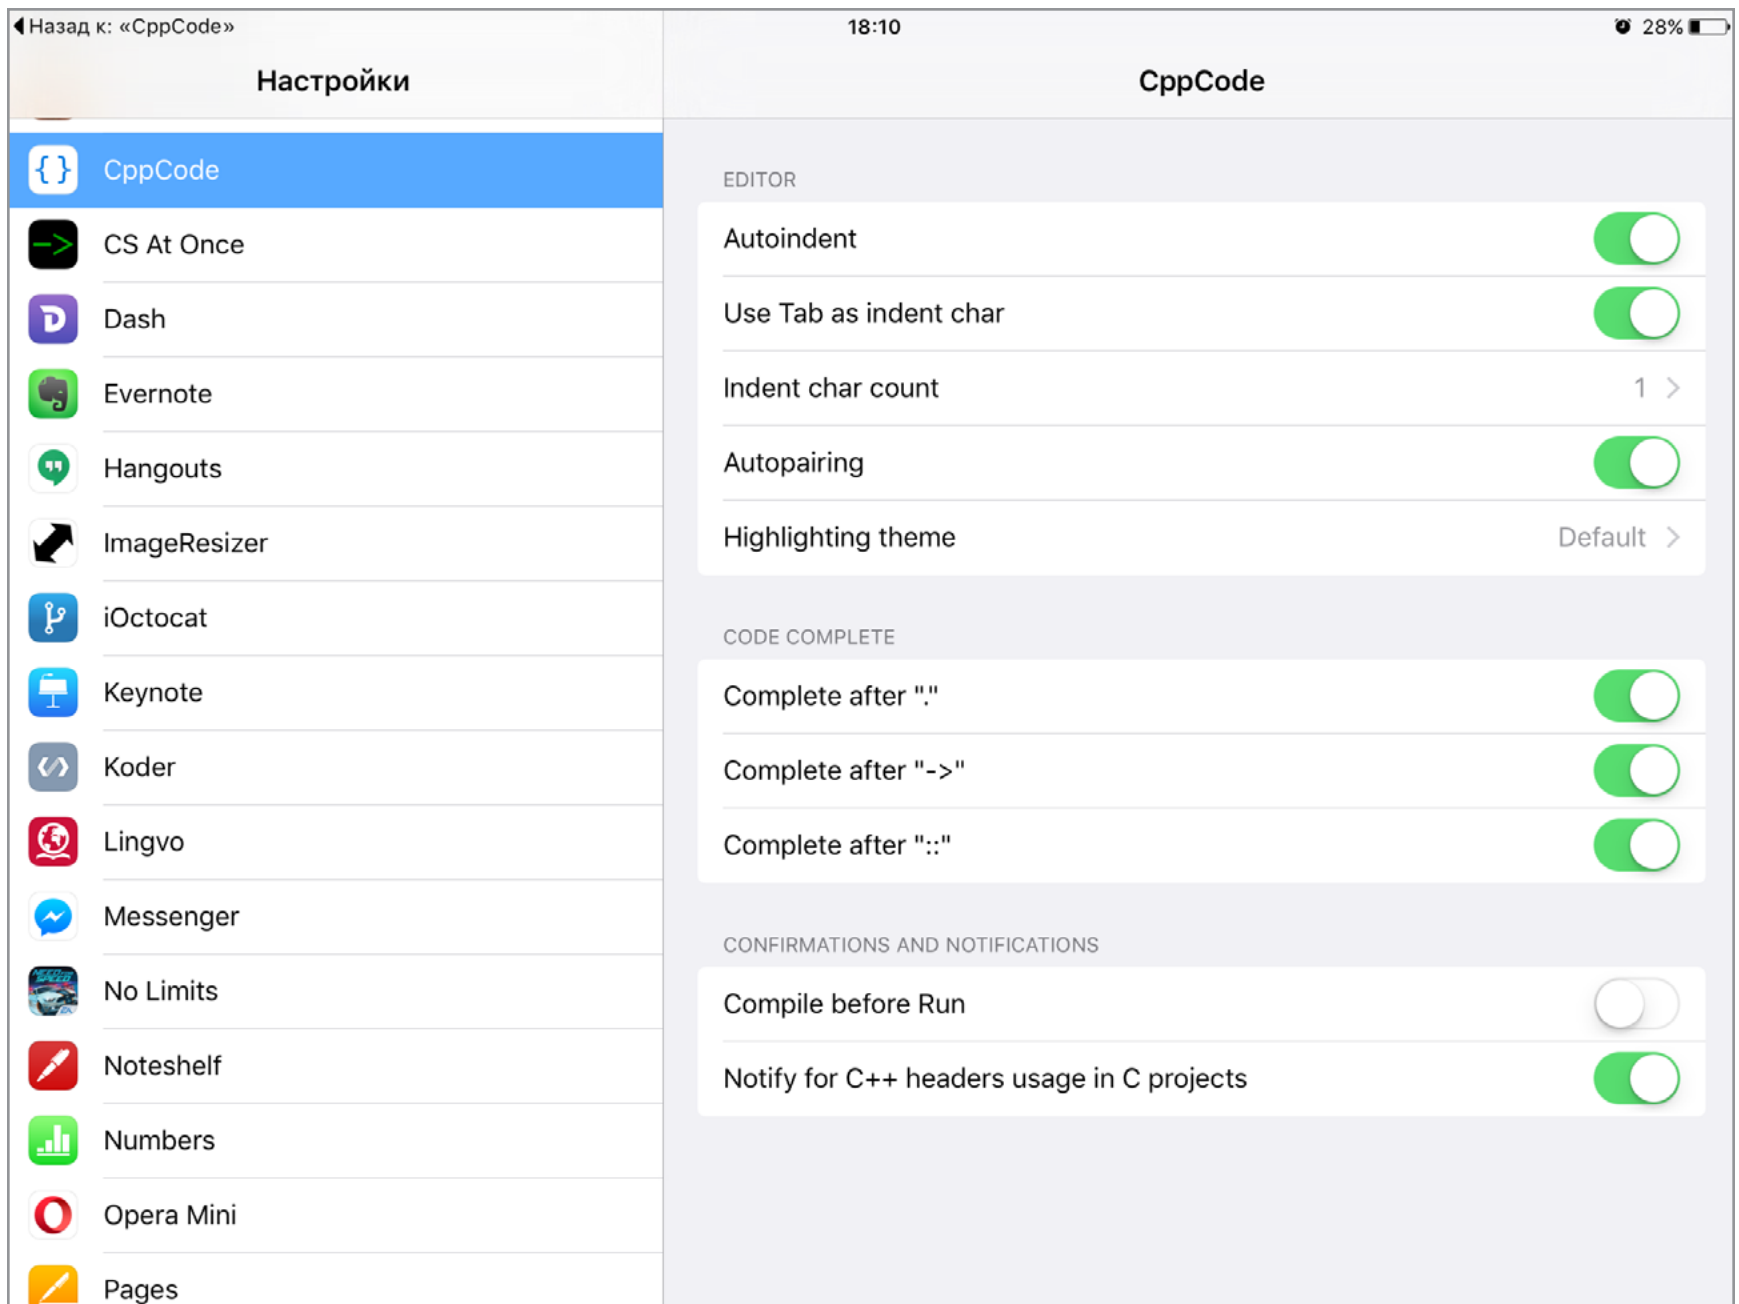 Назад к: «CppCode»
18:10
28%
Настройки
CppCode
CppCode
CS At Once
Dash
Evernote
Hangouts
ImageResizer
iOctocat
Keynote
Koder
Lingvo
Messenger
No Limits
Noteshelf
Numbers
Opera Mini
Pages
EDITOR
Autoindent
Use Tab as indent char
Indent char count 1
Autopairing
Highlighting theme Default
CODE COMPLETE
Complete after "."
Complete after "->"
Complete after "::"
CONFIRMATIONS AND NOTIFICATIONS
Compile before Run
Notify for C++ headers usage in C projects